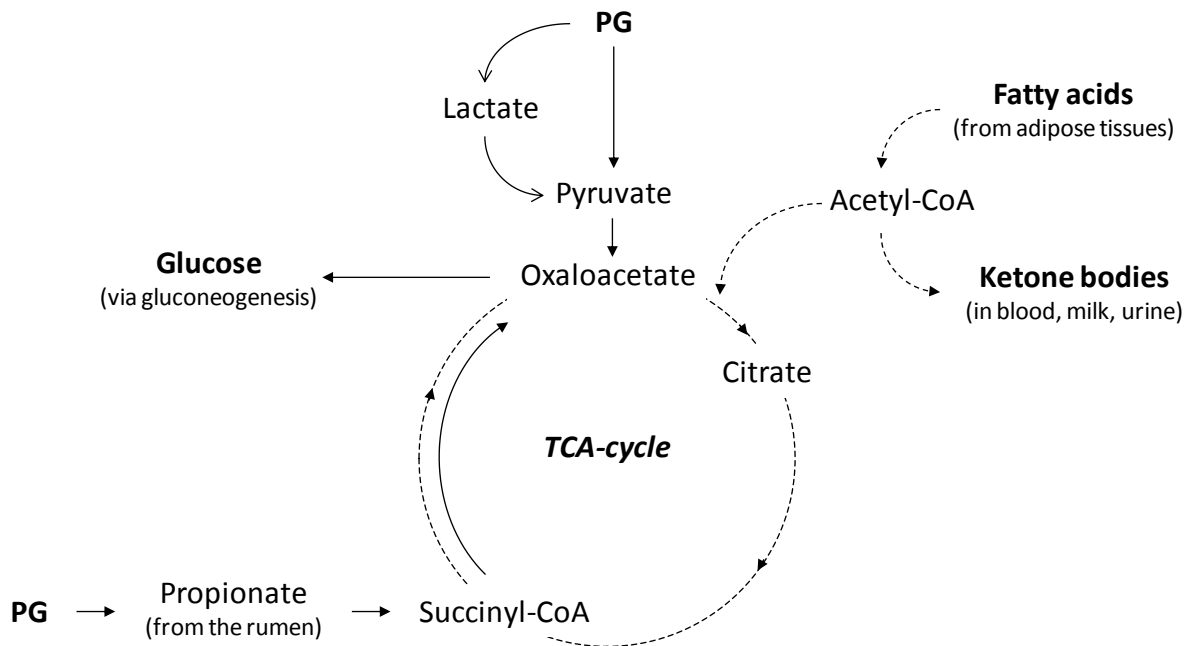 PG
Lactate
Fatty acids
(from adipose tissues)
Pyruvate
Acetyl-CoA
Glucose
(via gluconeogenesis)
Oxaloacetate
Ketone bodies
(in blood, milk, urine)
Citrate
TCA-cycle
PG
Propionate
(from the rumen)
Succinyl-CoA